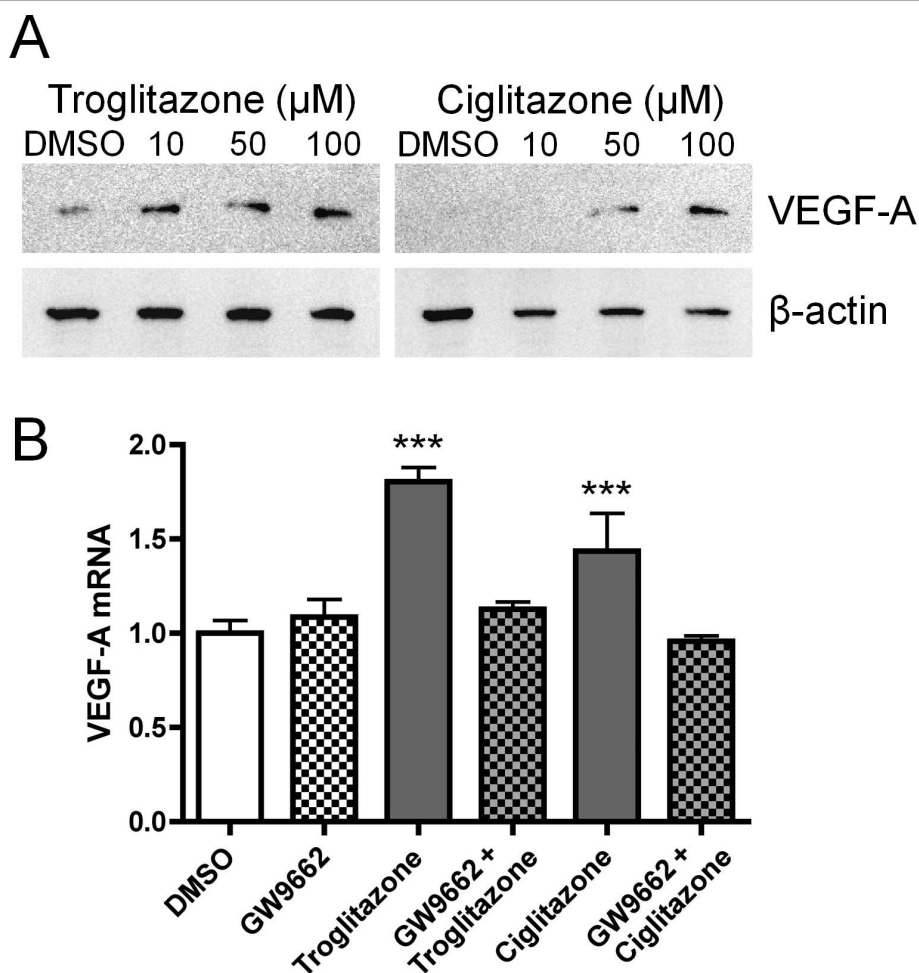 A
Troglitazone (µM)
DMSO 10 50 100
Ciglitazone (µM)
DMSO 10 50 100
VEGF-A
β-actin
B
VEGF-A mRNA
2.0
1.5
1.0
0.5
0.0
***
***
DMSO
GW9662
Troglitazone
GW9662 +
Troglitazone
Ciglitazone
GW9662 +
Ciglitazone